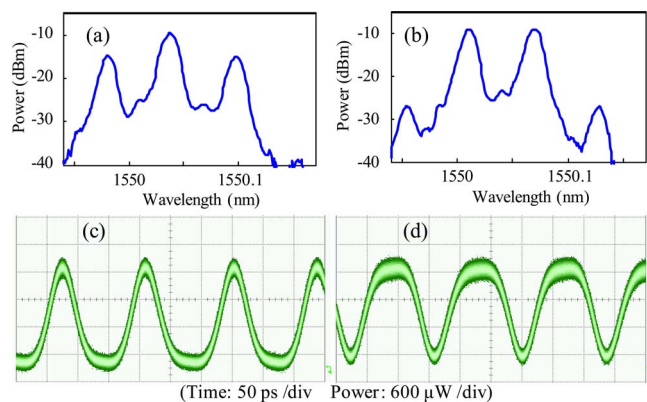 (a)
Power (dBm)
-10
-20
-30
-40
1550
1550.1
Wavelength (nm)
(b)
Power (dBm)
-10
-20
-30
-40
1550
1550.1
Wavelength (nm)
(c)
(d)
(Time: 50 ps /div Power: 600 µW /div)